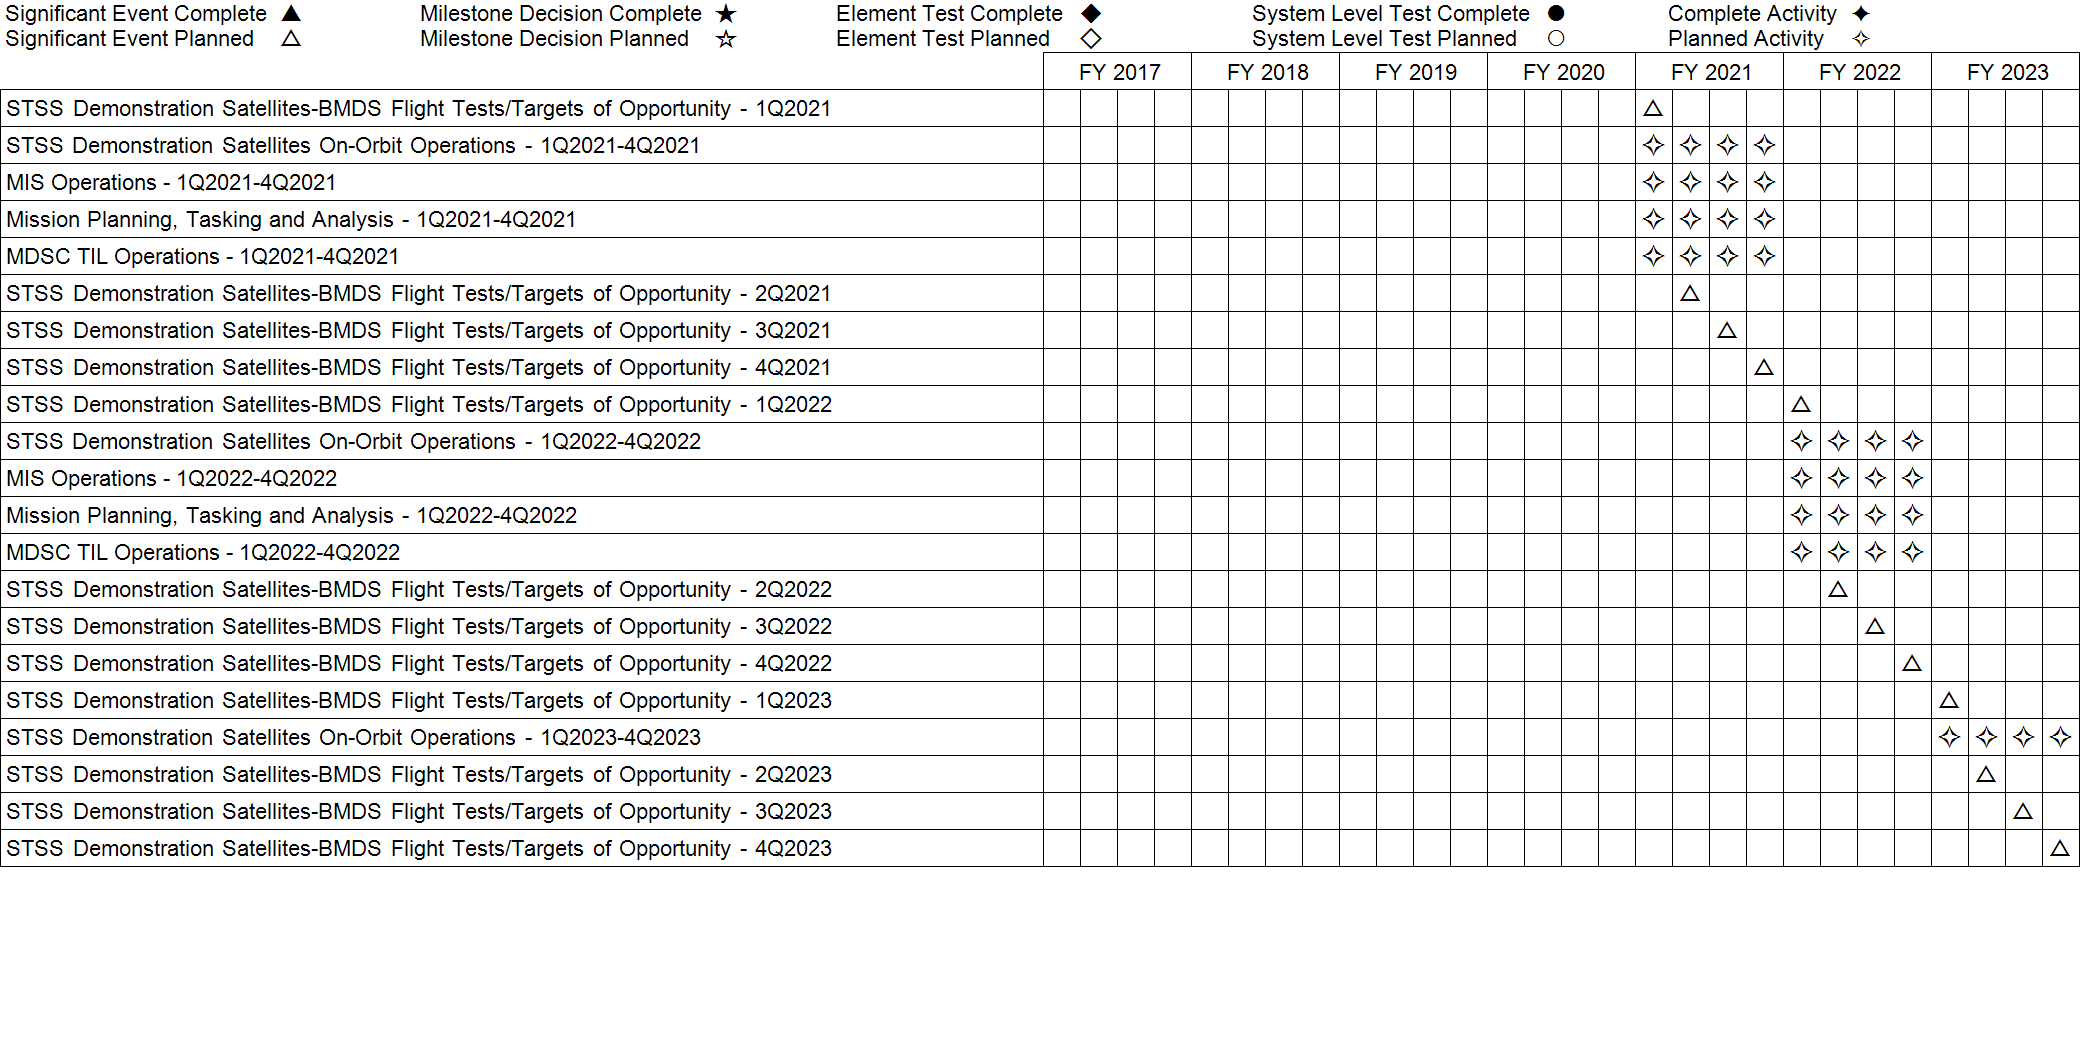 Significant Event Complete ▲ Milestone Decision Complete ★ Element Test Complete ◆ System Level Test Complete ● Complete Activity ✦
Significant Event Planned △ Milestone Decision Planned ☆ Element Test Planned ◇ System Level Test Planned ○ Planned Activity ✧
FY 2017 FY 2018 FY 2019 FY 2020 FY 2021 FY 2022 FY 2023
STSS Demonstration Satellites-BMDS Flight Tests/Targets of Opportunity - 1Q2021 △
STSS Demonstration Satellites On-Orbit Operations - 1Q2021-4Q2021 ✧ ✧ ✧ ✧
MIS Operations - 1Q2021-4Q2021 ✧ ✧ ✧ ✧
Mission Planning, Tasking and Analysis - 1Q2021-4Q2021 ✧ ✧ ✧ ✧
MDSC TIL Operations - 1Q2021-4Q2021 ✧ ✧ ✧ ✧
STSS Demonstration Satellites-BMDS Flight Tests/Targets of Opportunity - 2Q2021 △
STSS Demonstration Satellites-BMDS Flight Tests/Targets of Opportunity - 3Q2021 △
STSS Demonstration Satellites-BMDS Flight Tests/Targets of Opportunity - 4Q2021 △
STSS Demonstration Satellites-BMDS Flight Tests/Targets of Opportunity - 1Q2022 △
STSS Demonstration Satellites On-Orbit Operations - 1Q2022-4Q2022 ✧ ✧ ✧ ✧
MIS Operations - 1Q2022-4Q2022 ✧ ✧ ✧ ✧
Mission Planning, Tasking and Analysis - 1Q2022-4Q2022 ✧ ✧ ✧ ✧
MDSC TIL Operations - 1Q2022-4Q2022 ✧ ✧ ✧ ✧
STSS Demonstration Satellites-BMDS Flight Tests/Targets of Opportunity - 2Q2022 △
STSS Demonstration Satellites-BMDS Flight Tests/Targets of Opportunity - 3Q2022 △
STSS Demonstration Satellites-BMDS Flight Tests/Targets of Opportunity - 4Q2022 △
STSS Demonstration Satellites-BMDS Flight Tests/Targets of Opportunity - 1Q2023 △
STSS Demonstration Satellites On-Orbit Operations - 1Q2023-4Q2023 ✧ ✧ ✧ ✧
STSS Demonstration Satellites-BMDS Flight Tests/Targets of Opportunity - 2Q2023 △
STSS Demonstration Satellites-BMDS Flight Tests/Targets of Opportunity - 3Q2023 △
STSS Demonstration Satellites-BMDS Flight Tests/Targets of Opportunity - 4Q2023 △